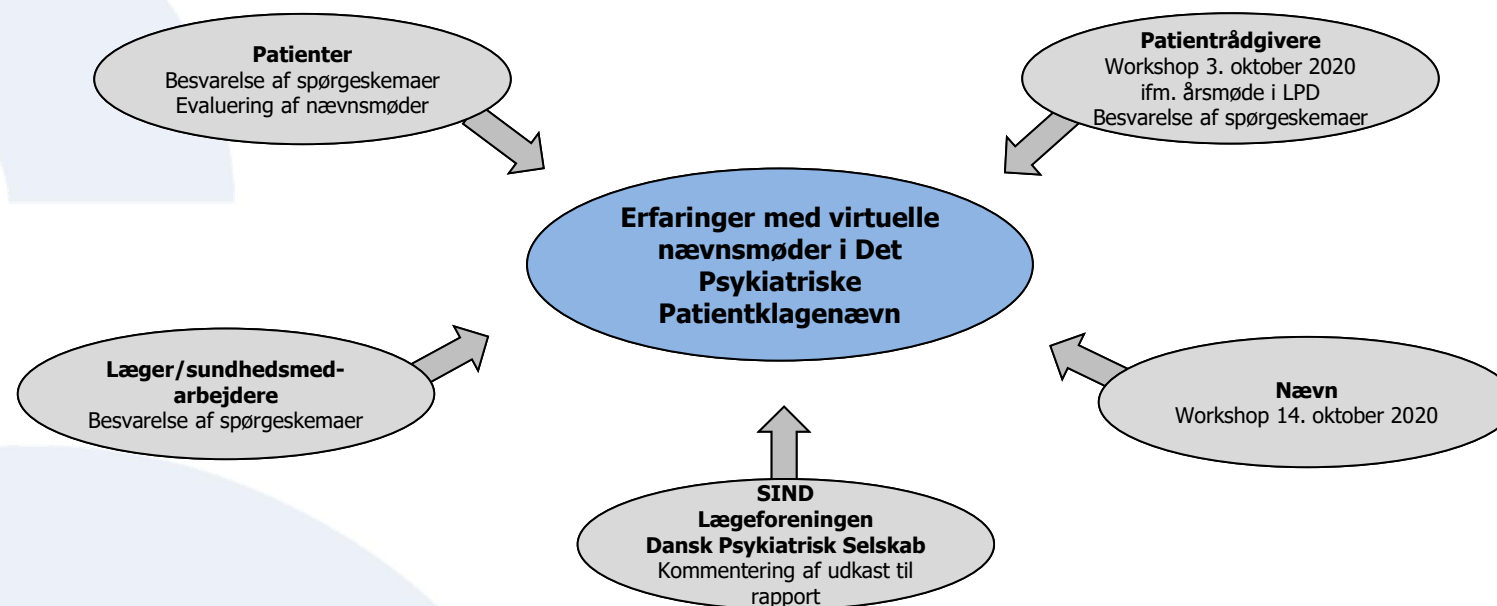 Patienter
Besvarelse af spørgeskemaer
Evaluering af nævnsmøder
Patientrådgivere
Workshop 3. oktober 2020
ifm. årsmøde i LPD
Besvarelse af spørgeskemaer
Erfaringer med virtuelle
nævnsmøder i Det
Psykiatriske
Patientklagenævn
Læger/sundhedsmed-
arbejdere
Besvarelse af spørgeskemaer
Nævn
Workshop 14. oktober 2020
SIND
Lægeforeningen
Dansk Psykiatrisk Selskab
Kommentering af udkast til
rapport